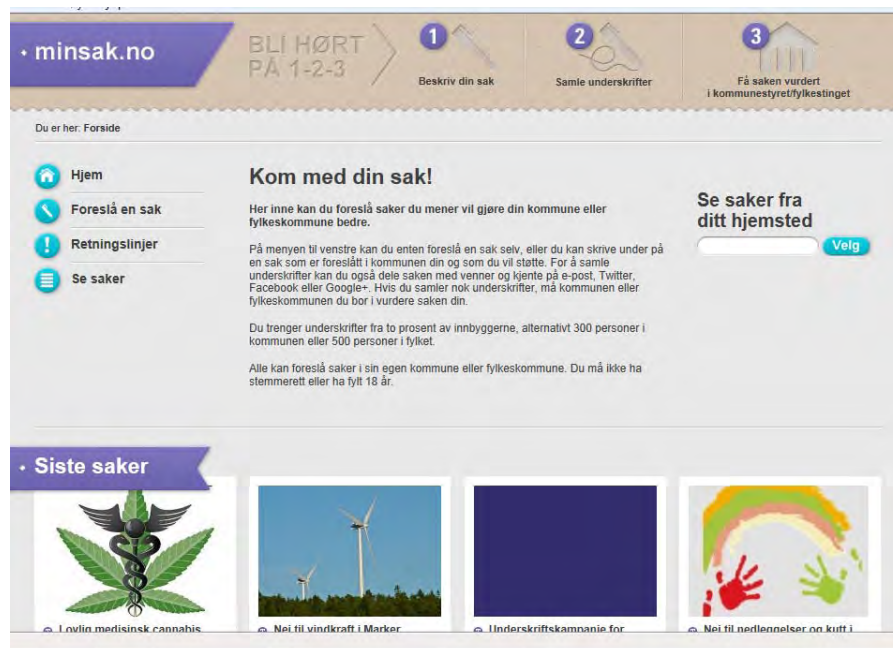 minsak.no
BLI HØRT
PÅ 1-2-3
1
Beskriv din sak
2
Samle underskrifter
3
Få saken vurdert
i kommunestyret/fylkestinget
Du er her: Forside
Hjem
Foreslå en sak
Retningslinjer
Se saker
Kom med din sak!
Her inne kan du foreslå saker du mener vil gjøre din kommune eller
fylkeskommune bedre.
På menyen til venstre kan du enten foreslå en sak selv, eller du kan skrive under på
en sak som er foreslått i kommunen din og som du vil støtte. For å samle
underskrifter kan du også dele saken med venner og kjente på e-post, Twitter,
Facebook eller Google+. Hvis du samler nok underskrifter, må kommunen eller
fylkeskommunen du bor i vurdere saken din.
Du trenger underskrifter fra to prosent av innbyggerne, alternativt 300 personer i
kommunen eller 500 personer i fylket.
Alle kan foreslå saker i sin egen kommune eller fylkeskommune. Du må ikke ha
stemmerett eller ha fylt 18 år.
Se saker fra
ditt hjemsted
Velg
Siste saker
Lovlig medisinsk cannabis
Nei til vindkraft i Marker
Underskriftskampanje for
Nei til nedleggelser og kutt i